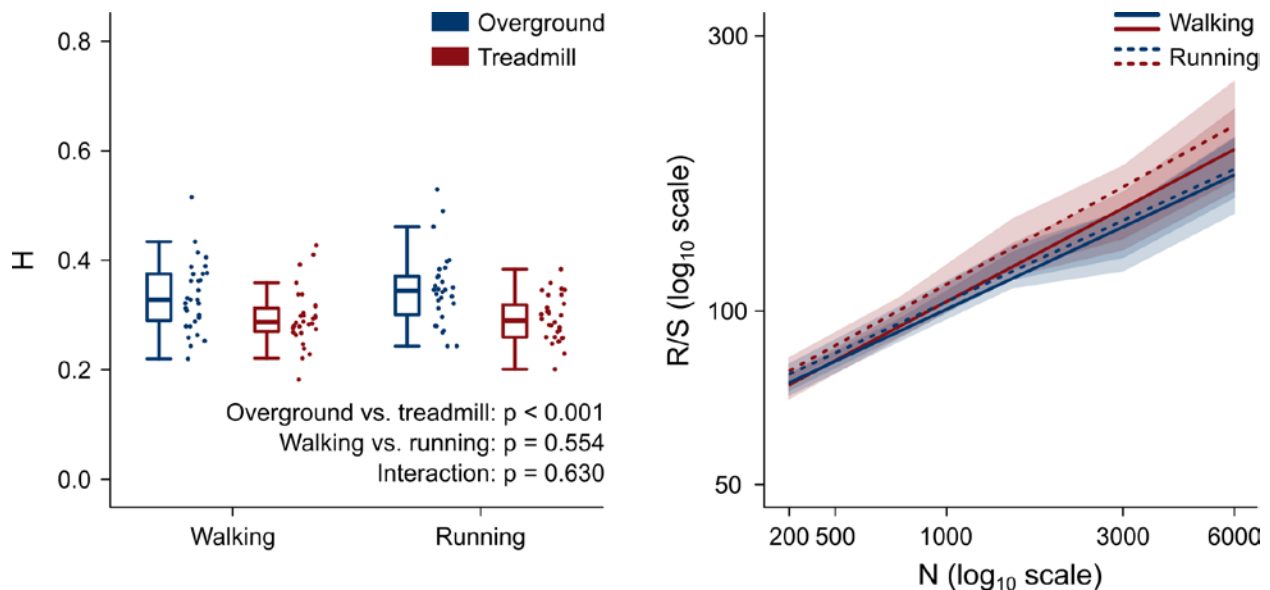 Overground
Treadmill
0.8
0.6
0.4
0.2
0.0
H
Overground vs. treadmill: p < 0.001
Walking vs. running: p = 0.554
Interaction: p = 0.630
Walking
Running
Walking
Running
300
100
50
R/S (log₁₀ scale)
200 500 1000 3000 6000
N (log₁₀ scale)